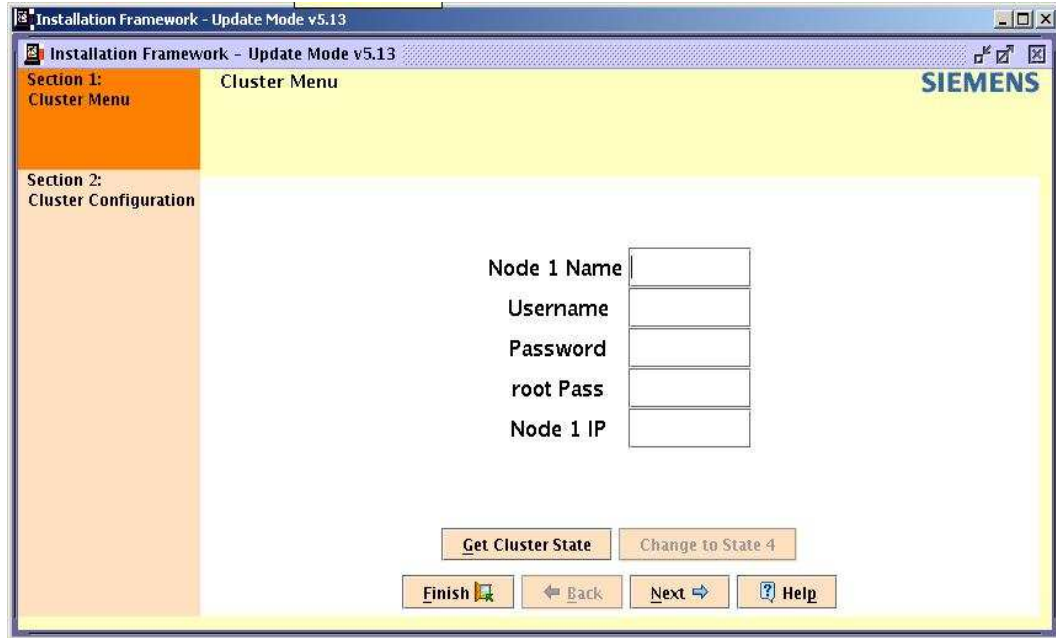 Installation Framework - Update Mode v5.13
Installation Framework - Update Mode v5.13
Section 1:
Cluster Menu
Cluster Menu
SIEMENS
Section 2:
Cluster Configuration
Node 1 Name
Username
Password
root Pass
Node 1 IP
Get Cluster State
Change to State 4
Finish
Back
Next
Help